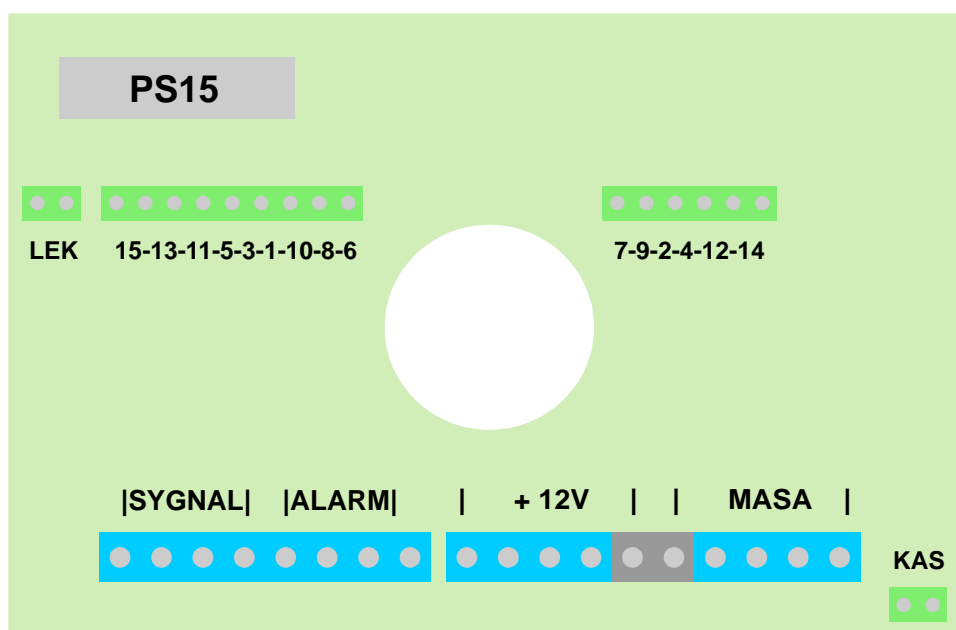 PS15
LEK 15-13-11-5-3-1-10-8-6 7-9-2-4-12-14
|SYGNAL| |ALARM| | + 12V | | MASA |
KAS